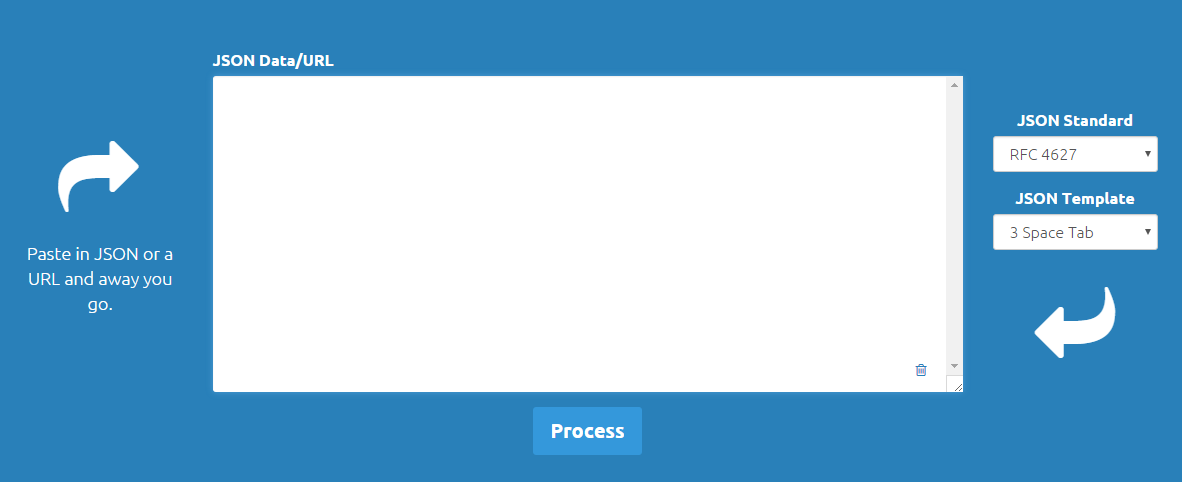 JSON Data/URL
Paste in JSON or a
URL and away you
go.
JSON Standard
RFC 4627
JSON Template
3 Space Tab
Process